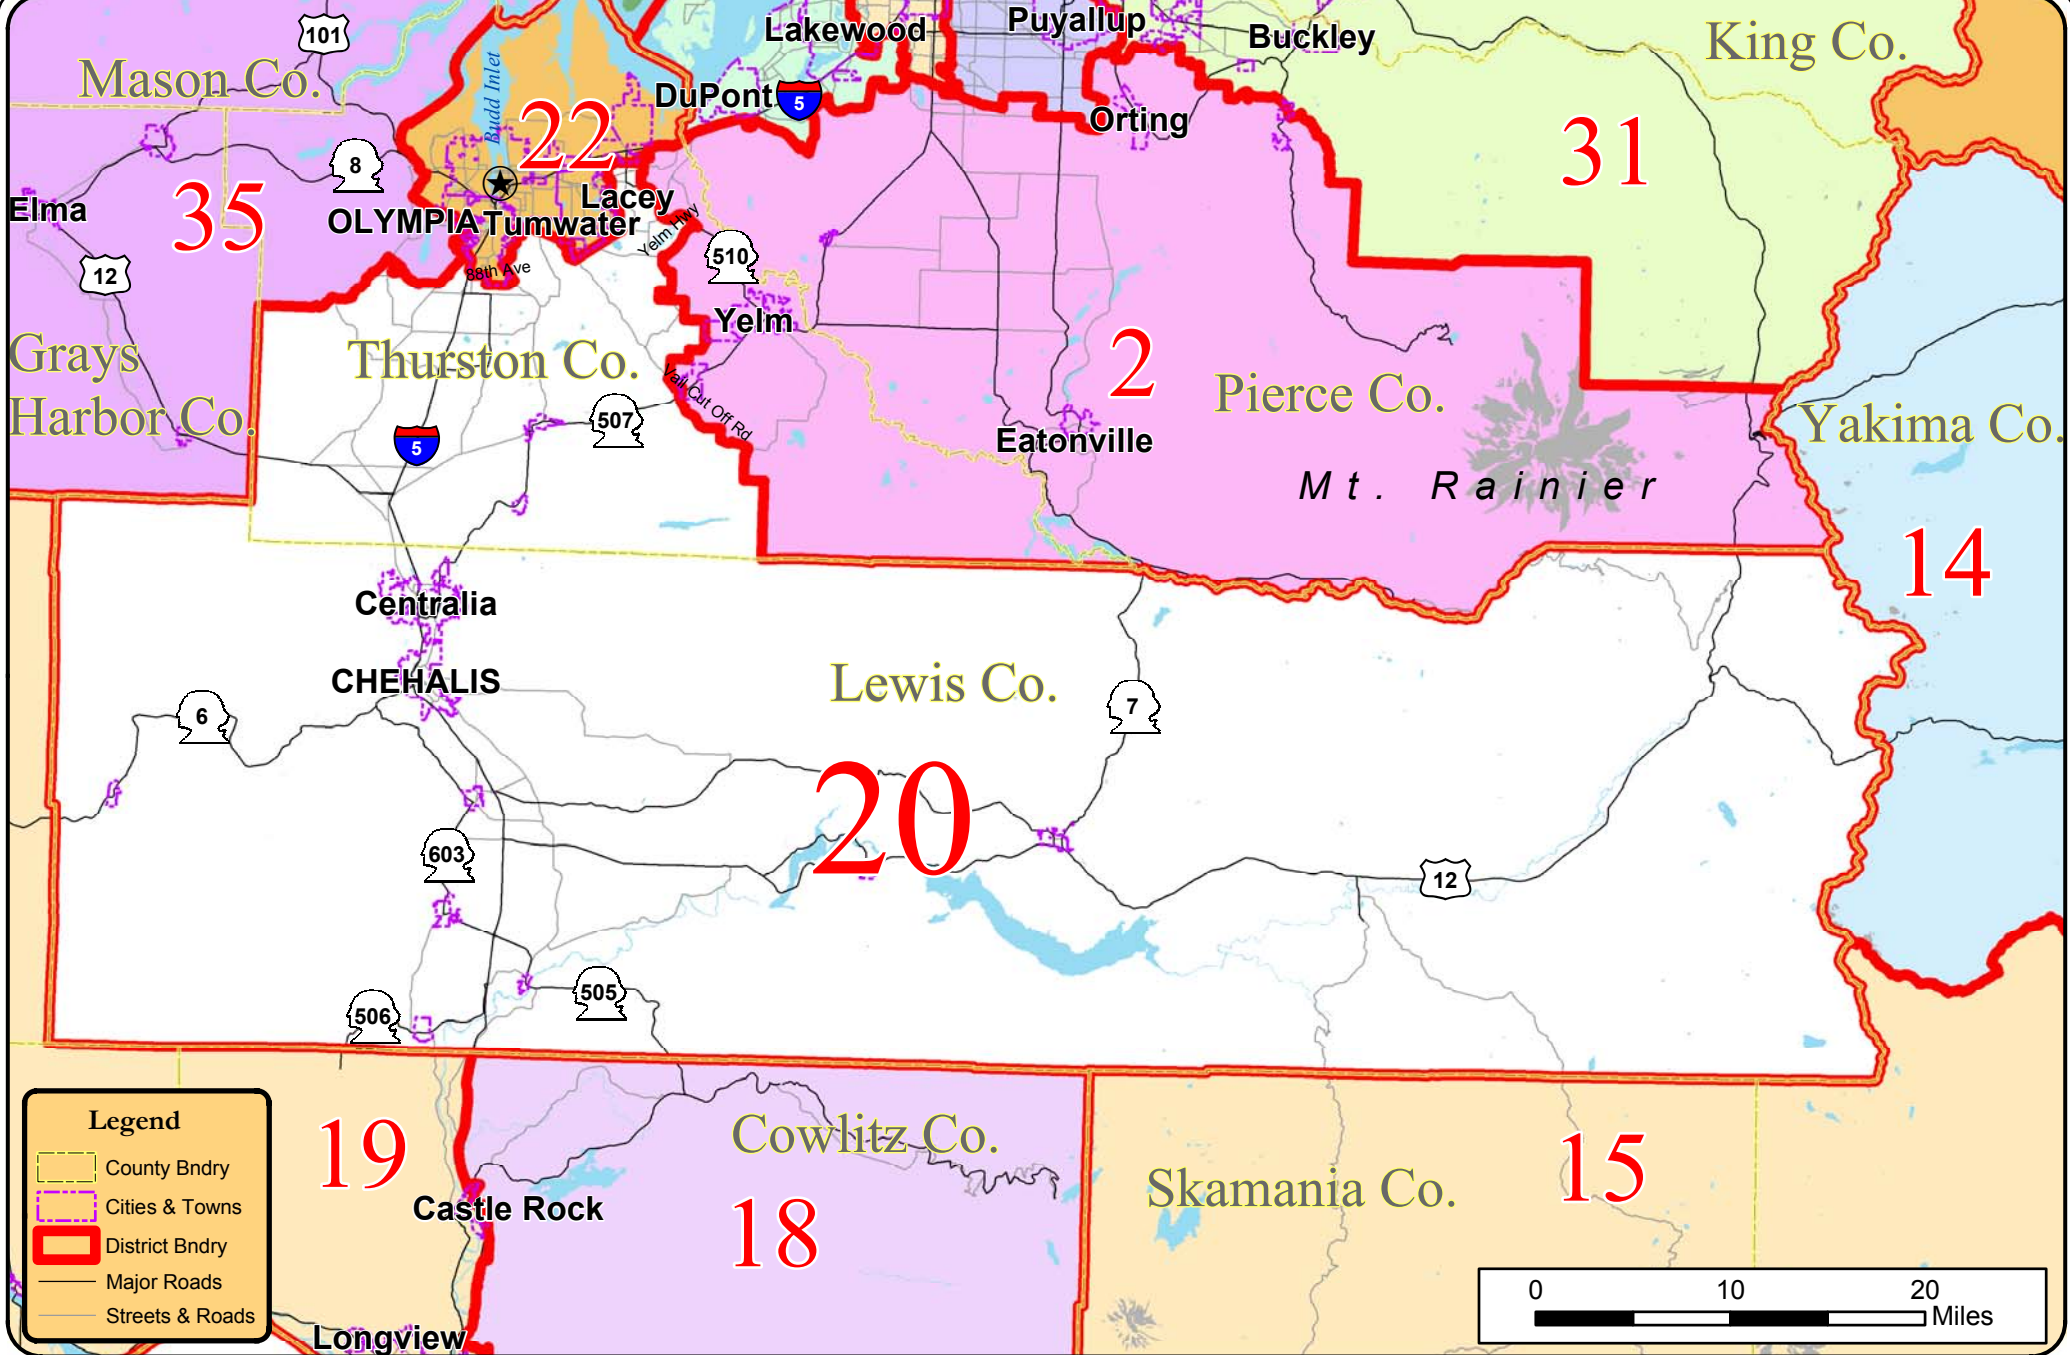 101
Mason Co.
Budd Inlet
Lakewood
Puyallup
Buckley
King Co.
DuPont
5
22
Orting
31
8
35
Elma
OLYMPIA
Tumwater
Lacey
Yelm Hwy
88th Ave
510
12
Yelm
Grays
Harbor Co.
Thurston Co.
Vail Cut Off Rd
2
Pierce Co.
Yakima Co.
507
5
Eatonville
Mt. Rainier
14
Centralia
CHEHALIS
Lewis Co.
6
7
20
603
12
505
506
Legend
County Bndry
Cities & Towns
District Bndry
Major Roads
Streets & Roads
19
Cowlitz Co.
Castle Rock
18
Skamania Co.
15
Longview
0 10 20
Miles